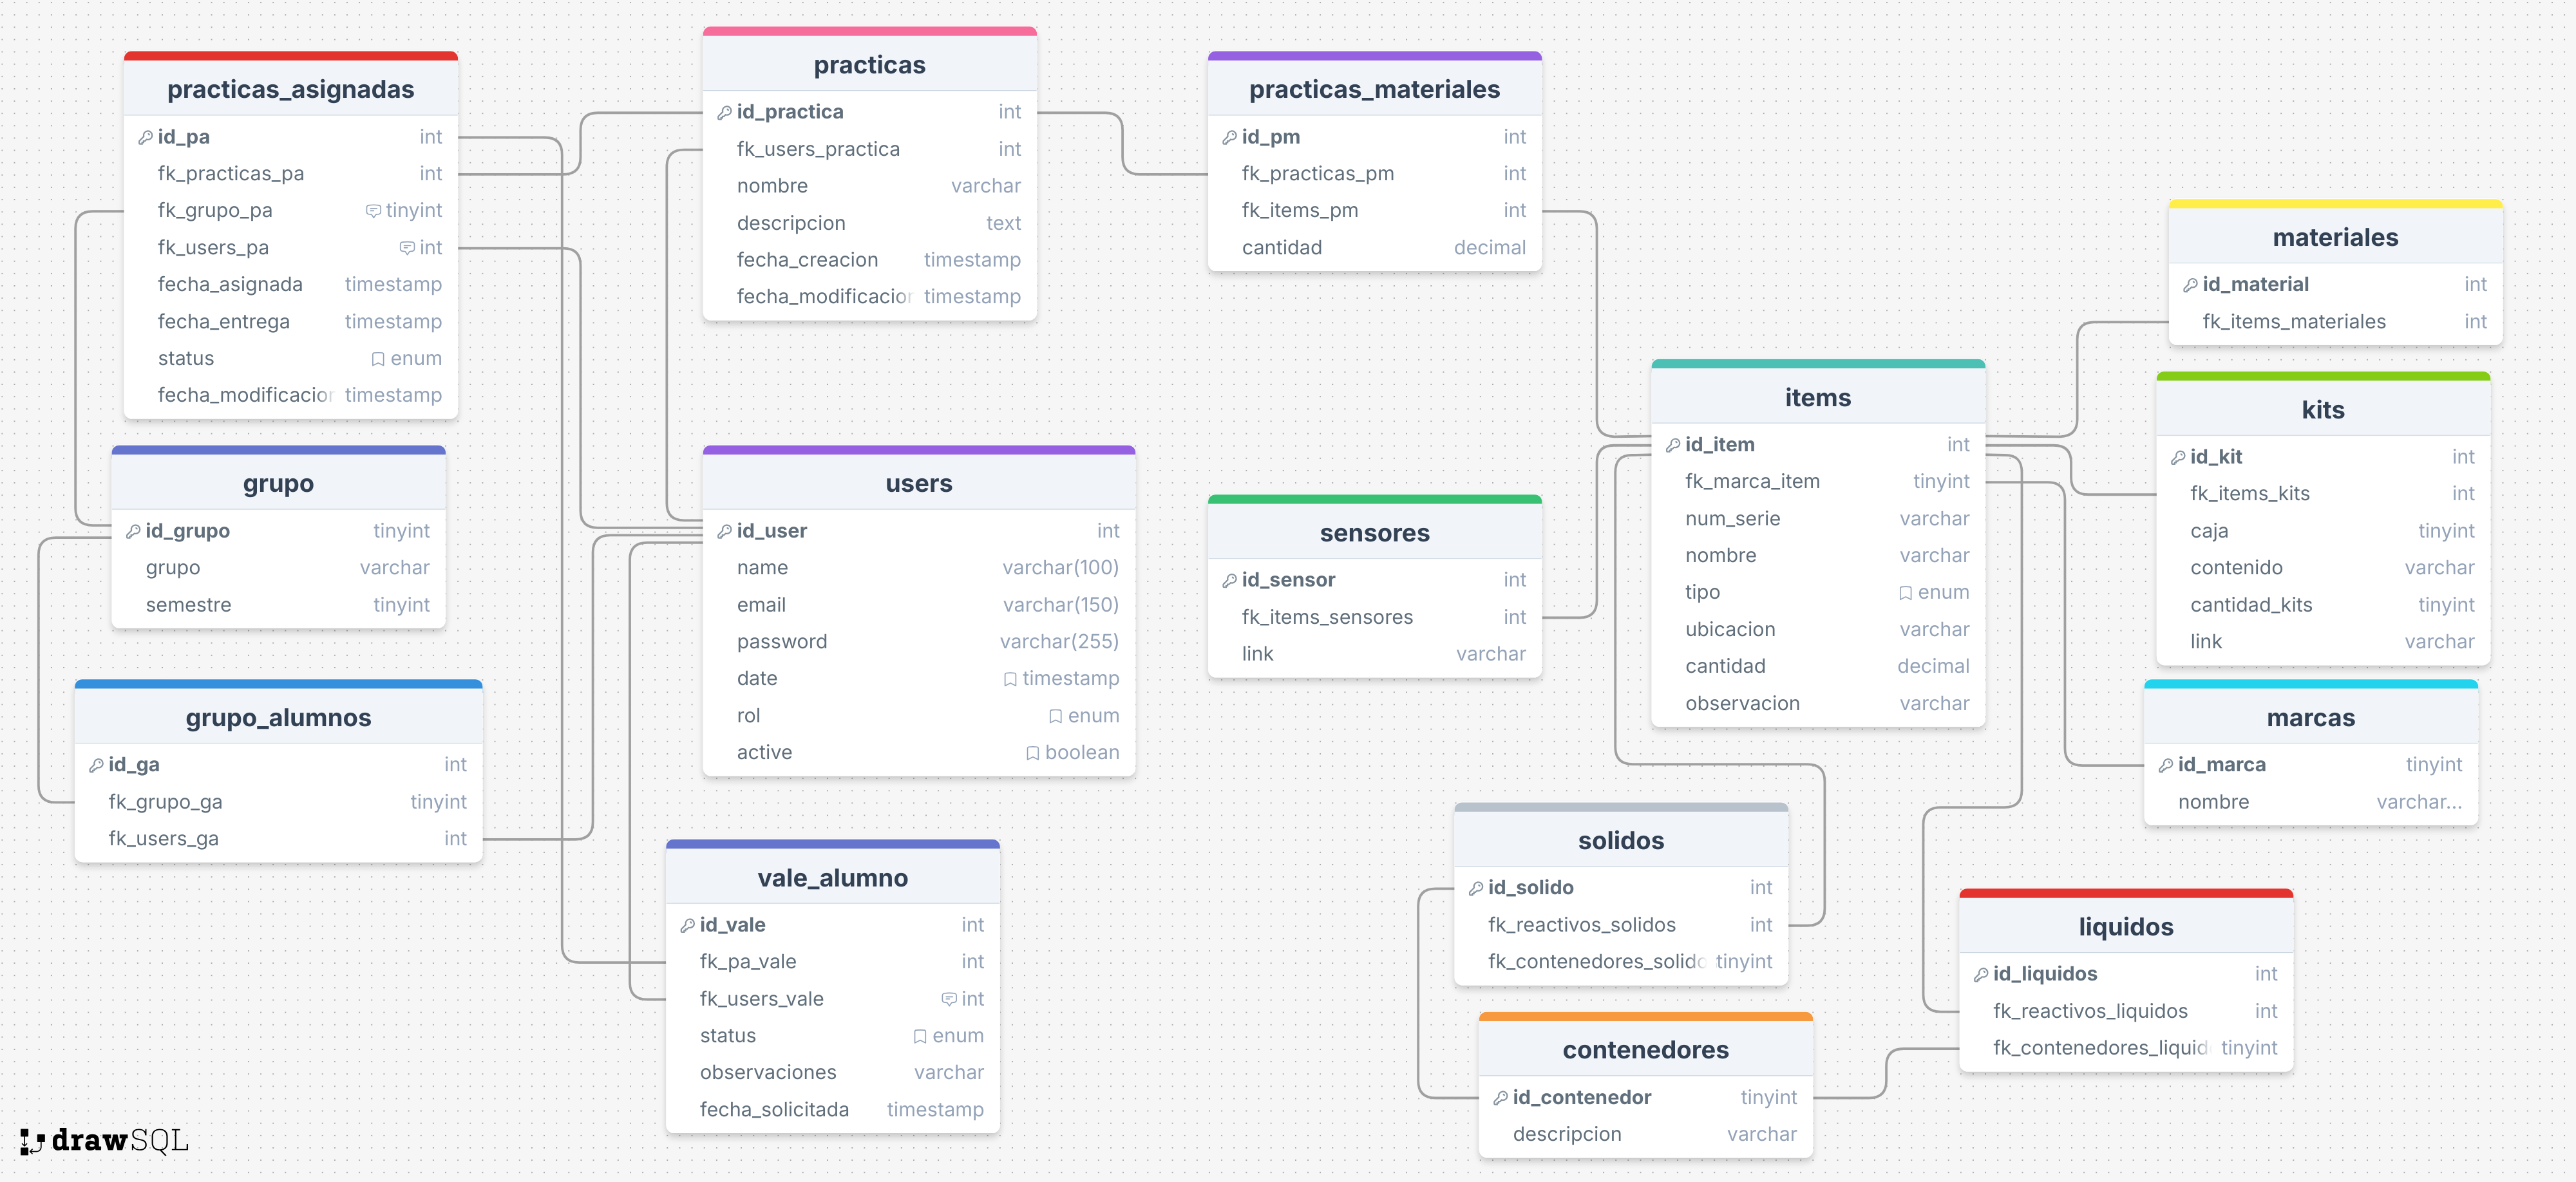 practicas_asignadas
id_pa int
fk_practicas_pa int
fk_grupo_pa tinyint
fk_users_pa int
fecha_asignada timestamp
fecha_entrega timestamp
status enum
fecha_modificacior timestamp
practicas
id_practica int
fk_users_practica int
nombre varchar
descripcion text
fecha_creacion timestamp
fecha_modificacior timestamp
practicas_materiales
id_pm int
fk_practicas_pm int
fk_items_pm int
cantidad decimal
materiales
id_material int
fk_items_materiales int
grupo
id_grupo tinyint
grupo varchar
semestre tinyint
users
id_user int
name varchar(100)
email varchar(150)
password varchar(255)
date timestamp
rol enum
active boolean
sensores
id_sensor int
fk_items_sensores int
link varchar
items
id_item int
fk_marca_item tinyint
num_serie varchar
nombre varchar
tipo enum
ubicacion varchar
cantidad decimal
observacion varchar
kits
id_kit int
fk_items_kits int
caja tinyint
contenido varchar
cantidad_kits tinyint
link varchar
grupo_alumnos
id_ga int
fk_grupo_ga tinyint
fk_users_ga int
vale_alumno
id_vale int
fk_pa_vale int
fk_users_vale int
status enum
observaciones varchar
fecha_solicitada timestamp
solidos
id_solido int
fk_reactivos_solidos int
fk_contenedores_solido tinyint
marcas
id_marca tinyint
nombre varchar...
contenedores
id_contenedor tinyint
descripcion varchar
liquidos
id_liquidos int
fk_reactivos_liquidos int
fk_contenedores_liquid tinyint
drawSQL